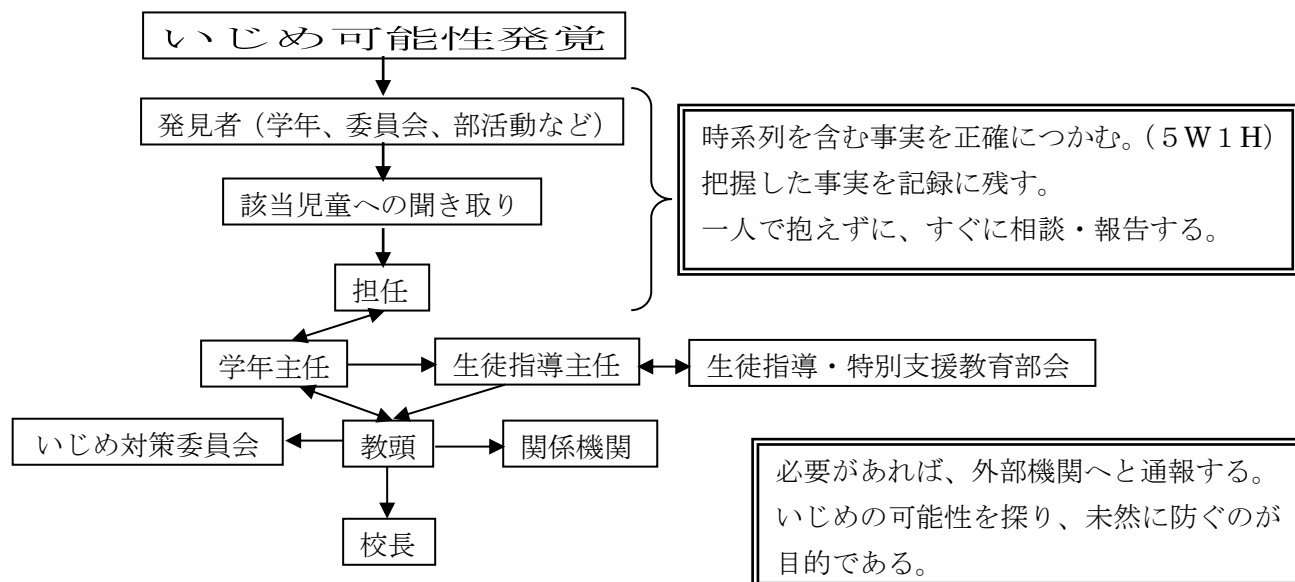 いじめ可能性発覚
発見者（学年、委員会、部活動など）
該当児童への聞き取り
担任
時系列を含む事実を正確につかむ。（５W１H）
把握した事実を記録に残す。
一人で抱えずに、すぐに相談・報告する。
学年主任
生徒指導主任
生徒指導・特別支援教育部会
いじめ対策委員会
教頭
関係機関
校長
必要があれば、外部機関へと通報する。
いじめの可能性を探り、未然に防ぐのが
目的である。